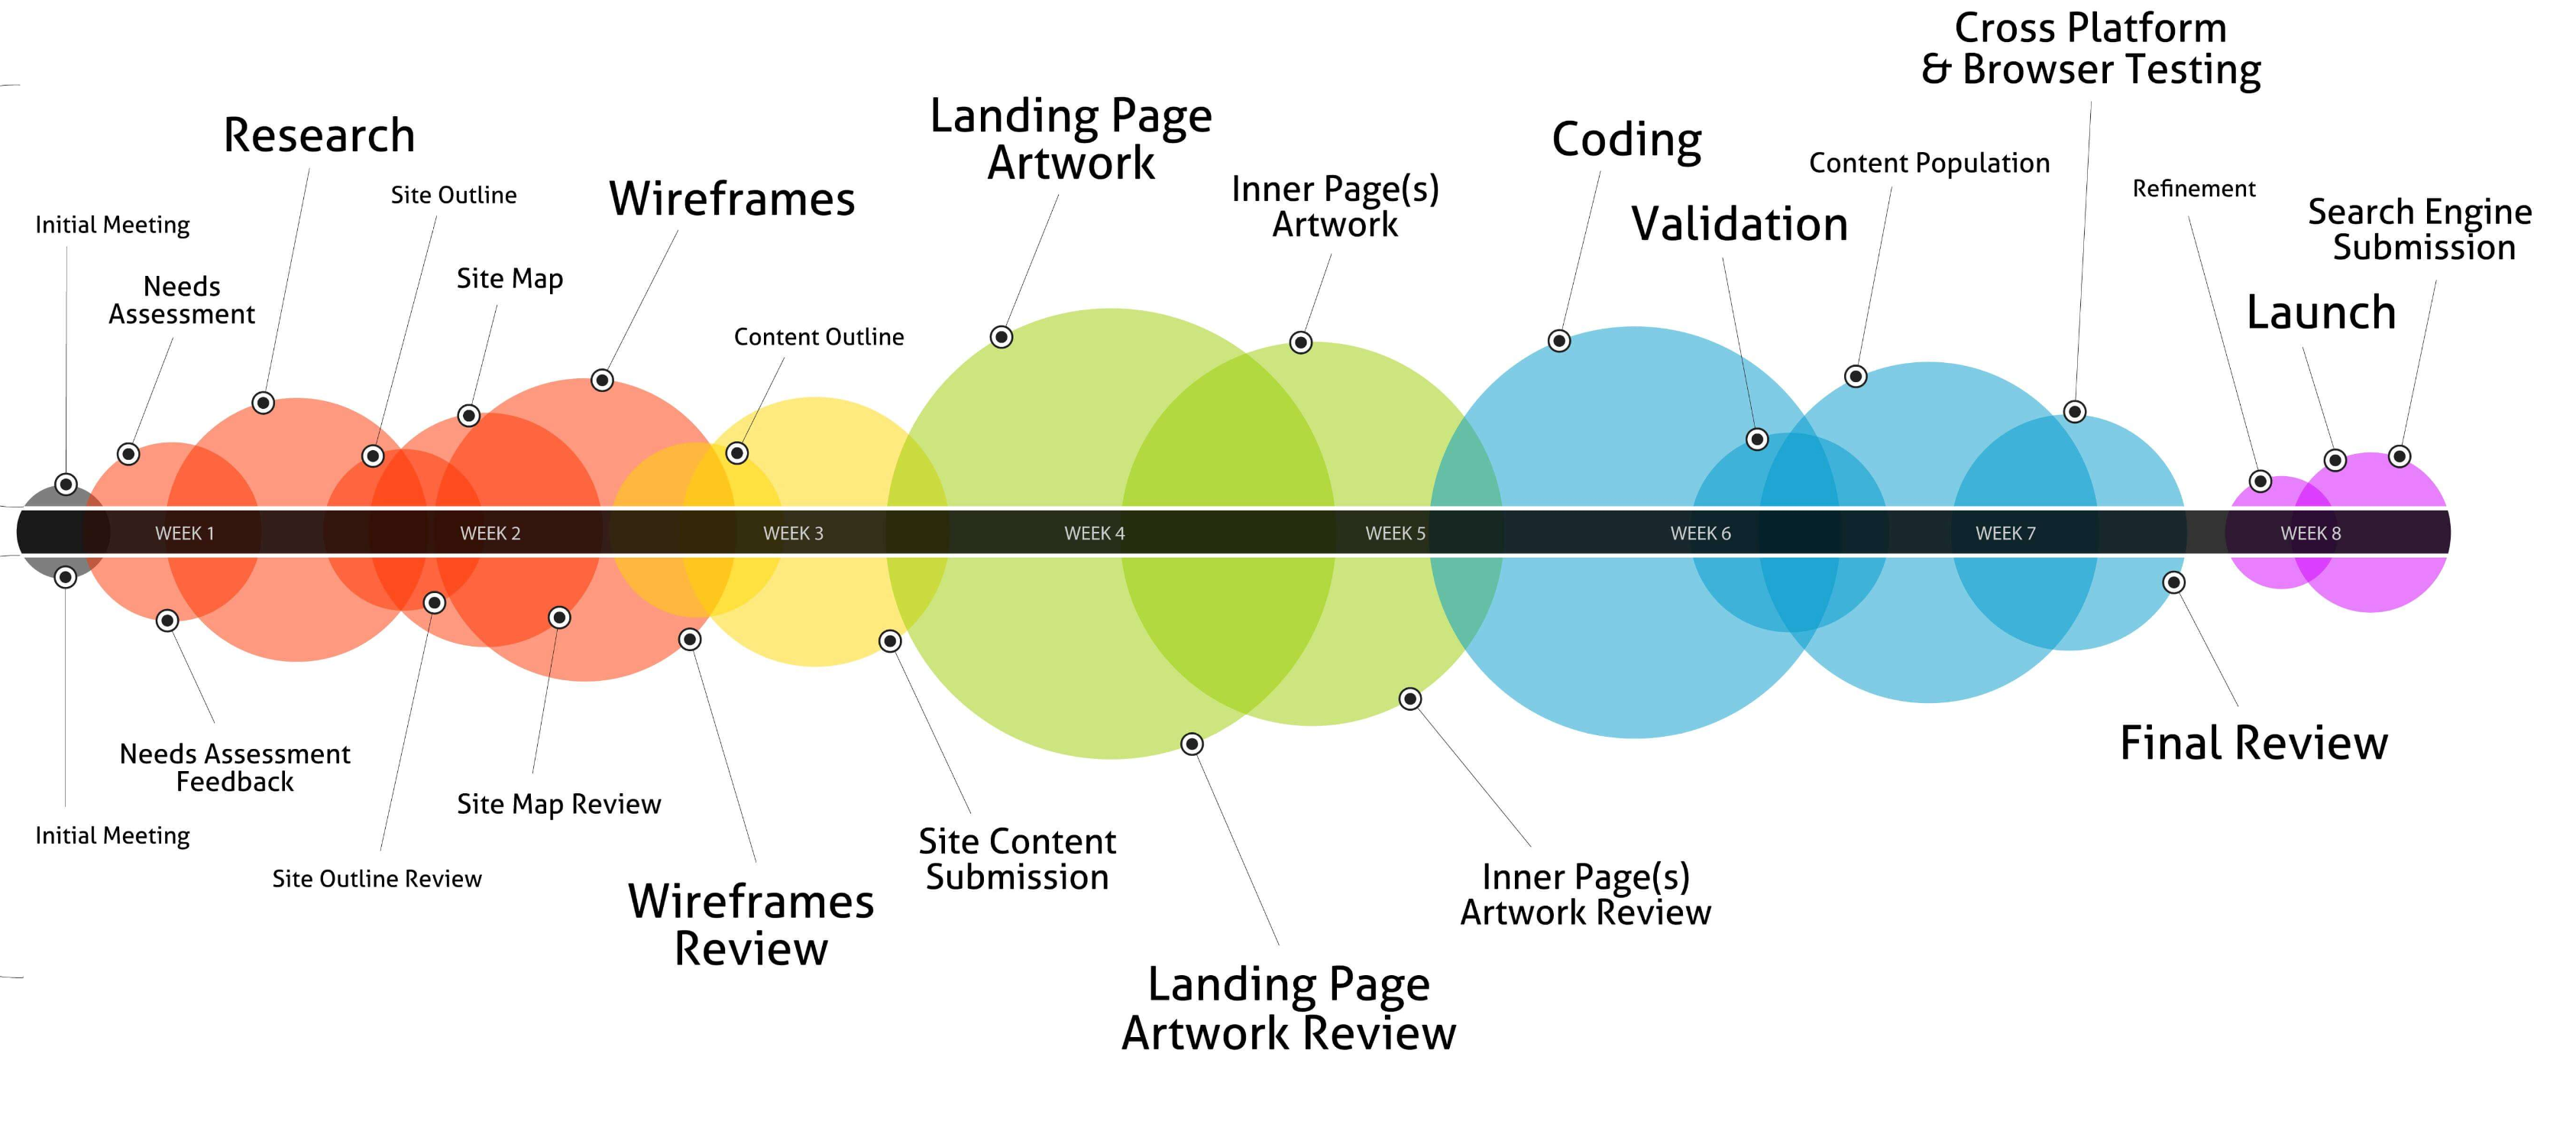 Cross Platform
& Browser Testing
Landing Page
Artwork
Research
Coding
Content Population
Inner Page(s)
Artwork
Refinement
Site Outline
Wireframes
Search Engine
Submission
Validation
Initial Meeting
Site Map
Needs
Assessment
Launch
Content Outline
WEEK 1
WEEK 2
WEEK 3
WEEK 4
WEEK 5
WEEK 6
WEEK 7
WEEK 8
Final Review
Needs Assessment
Feedback
Site Map Review
Initial Meeting
Site Content
Submission
Site Outline Review
Inner Page(s)
Artwork Review
Wireframes
Review
Landing Page
Artwork Review